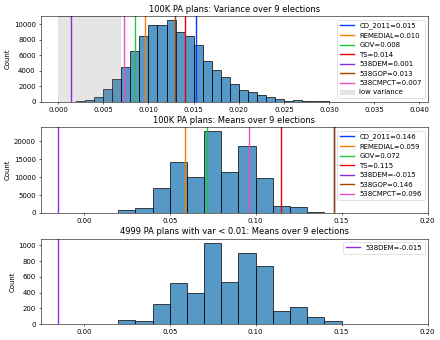 100K PA plans: Variance over 9 elections
Count
10000
8000
6000
4000
2000
0
CD_2011=0.015
REMEDIAL=0.010
GOV=0.008
TS=0.014
538DEM=0.001
538GOP=0.013
538CMPCT=0.007
low variance
0.000 0.005 0.010 0.015 0.020 0.025 0.030 0.035 0.040
100K PA plans: Means over 9 elections
Count
20000
15000
10000
5000
0
CD_2011=0.146
REMEDIAL=0.059
GOV=0.072
TS=0.115
538DEM=-0.015
538GOP=0.146
538CMPCT=0.096
0.00 0.05 0.10 0.15 0.20
4999 PA plans with var < 0.01: Means over 9 elections
Count
1000
800
600
400
200
0
538DEM=-0.015
0.00 0.05 0.10 0.15 0.20